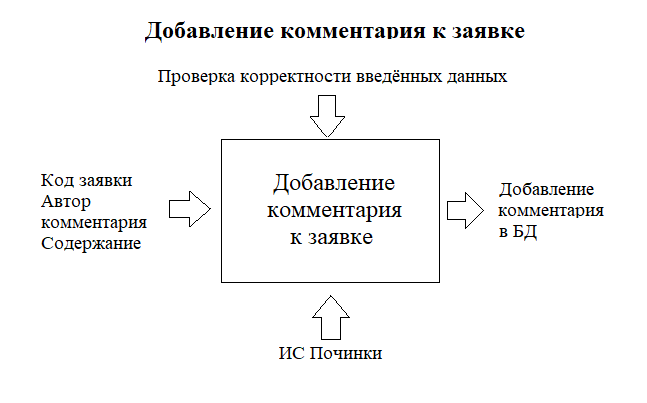 Добавление комментария к заявке
Проверка корректности введённых данных
Код заявки
Автор
комментария
Содержание
Добавление
комментария
к заявке
Добавление
комментария
в БД
ИС Починки